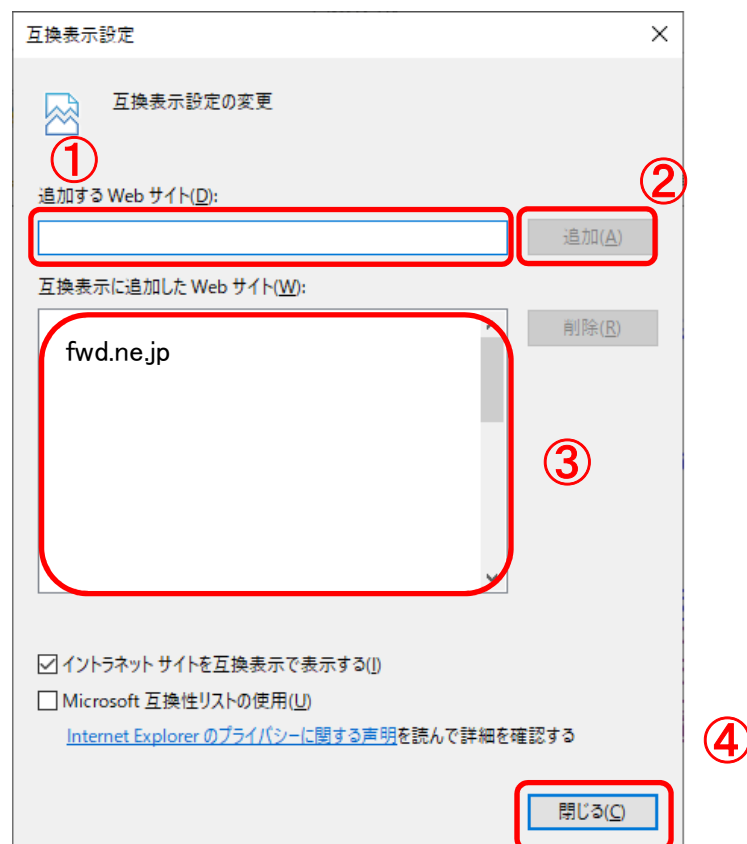 互換表示設定
互換表示設定の変更
①
②
追加する Web サイト(D):
追加(A)
互換表示に追加した Web サイト(W):
削除(R)
fwd.ne.jp
③
イントラネット サイトを互換表示で表示する(I)
Microsoft 互換性リストの使用(U)
Internet Explorer のプライバシーに関する声明を読んで詳細を確認する
④
閉じる(C)